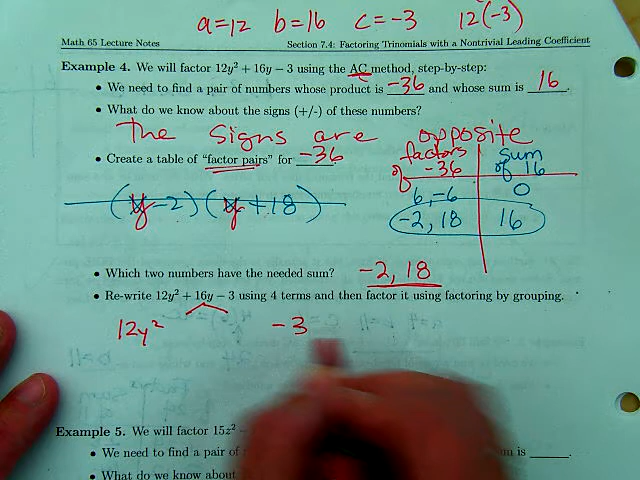 a=12 b=16 c=-3 12(-3)
Math 65 Lecture Notes Section 7.4: Factoring Trinomials with a Nontrivial Leading Coefficient
Example 4. We will factor 12y² + 16y − 3 using the AC method, step-by-step:
• We need to find a pair of numbers whose product is -36 and whose sum is 16.
• What do we know about the signs (+/-) of these numbers?
The signs are opposite
• Create a table of "factor pairs" for -36
factors of -36 sum of 16
6, -6 0
-2, 18 16
(y-2)(y+18)
• Which two numbers have the needed sum? -2, 18
• Re-write 12y² + 16y − 3 using 4 terms and then factor it using factoring by grouping.
12y² -3
Example 5. We will factor 15z²
• We need to find a pair of
m is
• What do we know about